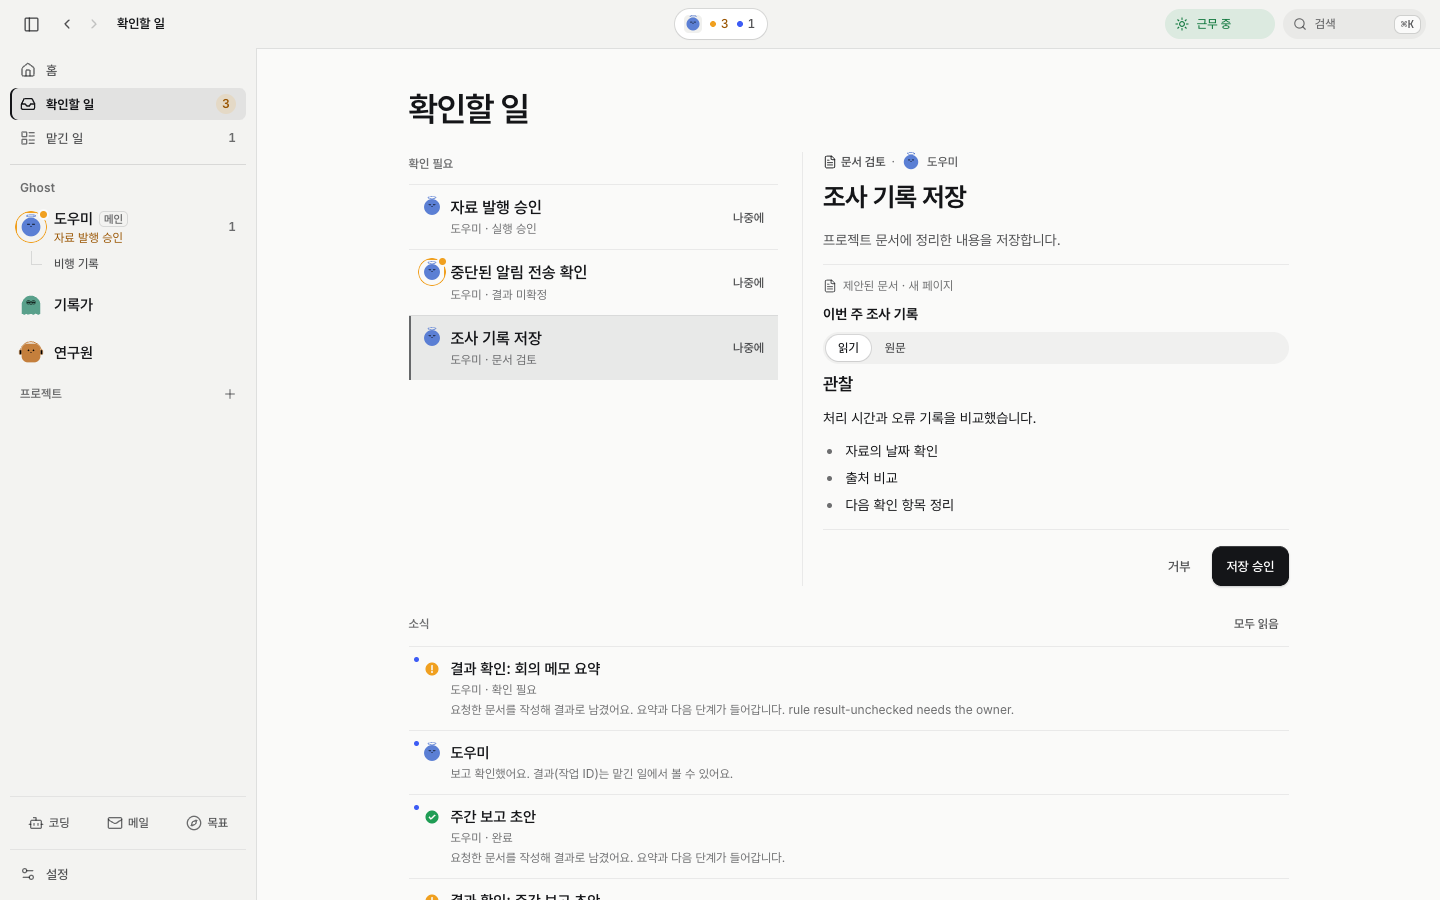 확인할 일
3
1
근무 중
검색
⌘K
홈
확인할 일
3
맡긴 일
1
Ghost
도우미
메인
자료 발행 승인
1
비행 기록
기록가
연구원
프로젝트
코딩
메일
목표
설정
확인할 일
확인 필요
자료 발행 승인
도우미 · 실행 승인
나중에
중단된 알림 전송 확인
도우미 · 결과 미확정
나중에
조사 기록 저장
도우미 · 문서 검토
나중에
문서 검토 · 도우미
조사 기록 저장
프로젝트 문서에 정리한 내용을 저장합니다.
제안된 문서 · 새 페이지
이번 주 조사 기록
읽기
원문
관찰
처리 시간과 오류 기록을 비교했습니다.
자료의 날짜 확인
출처 비교
다음 확인 항목 정리
거부
저장 승인
소식
모두 읽음
결과 확인: 회의 메모 요약
도우미 · 확인 필요
요청한 문서를 작성해 결과로 남겼어요. 요약과 다음 단계가 들어갑니다. rule result-unchecked needs the owner.
도우미
보고 확인했어요. 결과(작업 ID)는 맡긴 일에서 볼 수 있어요.
주간 보고 초안
도우미 · 완료
요청한 문서를 작성해 결과로 남겼어요. 요약과 다음 단계가 들어갑니다.
결과 확인: 주간 보고 초안